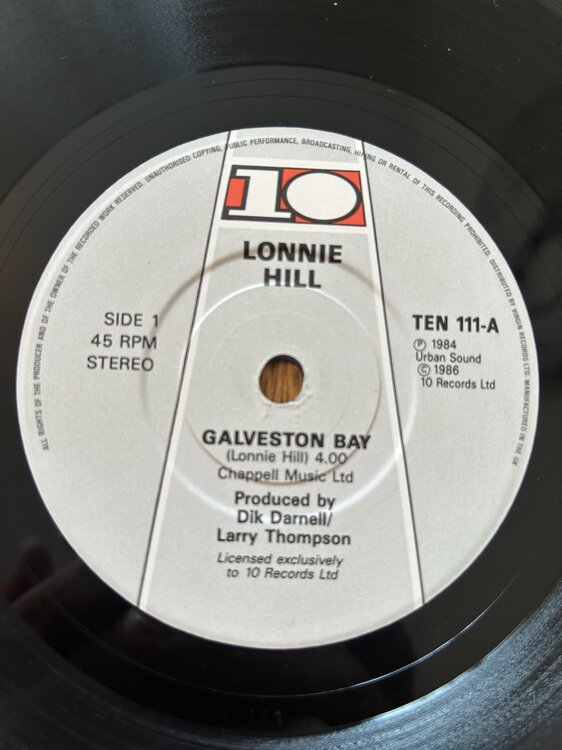 ALL RIGHTS OF THE PRODUCER AND OF THE OWNER OF THE RECORDED WORK RESERVED. UNAUTHORISED COPYING, PUBLIC PERFORMANCE, BROADCASTING, HIRING OR RENTAL OF THIS RECORDING PROHIBITED. DISTRIBUTED BY VIRGIN RECORDS LTD. MANUFACTURED IN THE UK
10
LONNIE
HILL
SIDE 1
45 RPM
STEREO
TEN 111-A
℗ 1984
Urban Sound
© 1986
10 Records Ltd
GALVESTON BAY
(Lonnie Hill) 4.00
Chappell Music Ltd
Produced by
Dik Darnell/
Larry Thompson
Licensed exclusively
to 10 Records Ltd